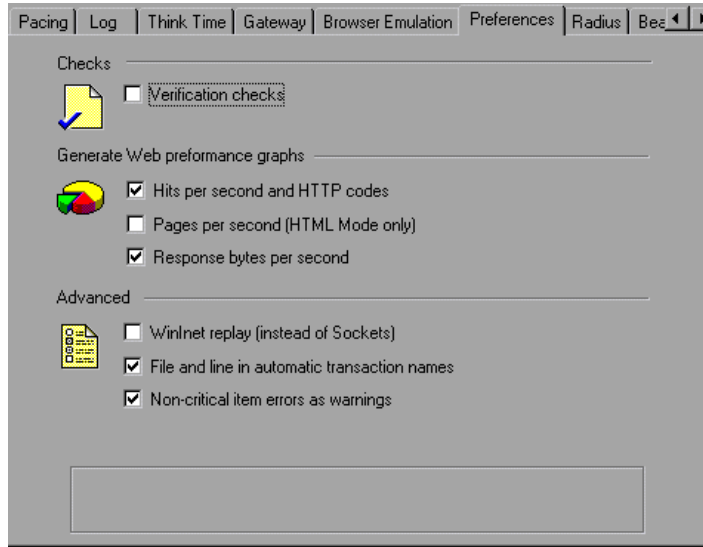 Pacing Log Think Time Gateway Browser Emulation Preferences Radius
Checks
Verification checks
Generate Web preformance graphs
Hits per second and HTTP codes
Pages per second (HTML Mode only)
Response bytes per second
Advanced
WinInet replay (instead of Sockets)
File and line in automatic transaction names
Non-critical item errors as warnings